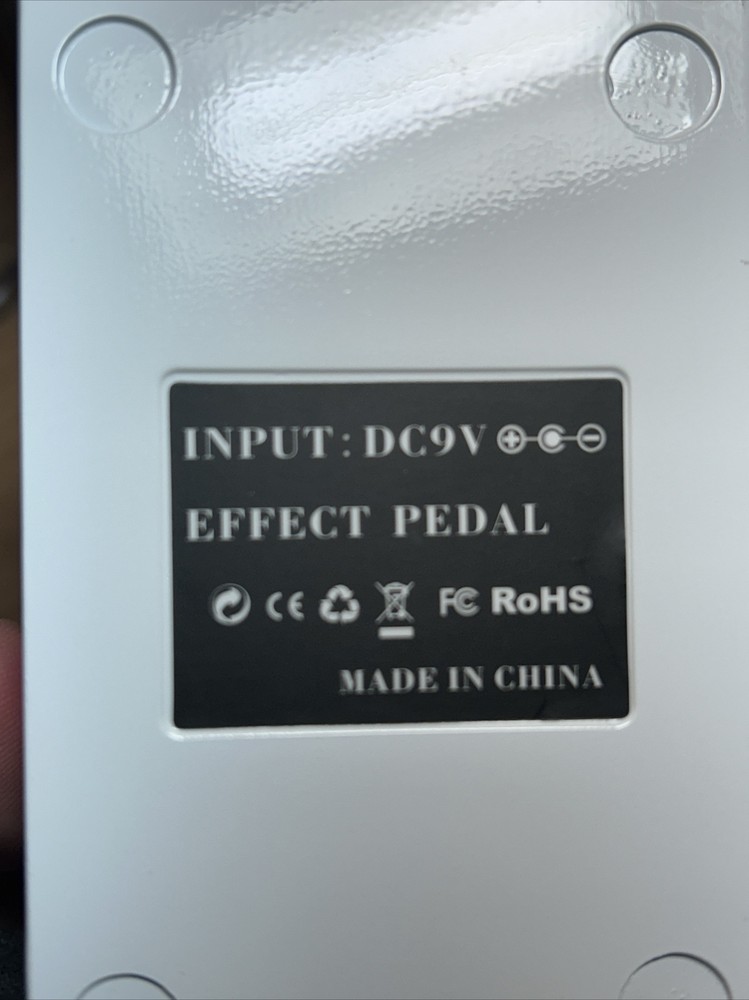 INPUT: DC9V
EFFECT PEDAL
CE FC RoHS
MADE IN CHINA